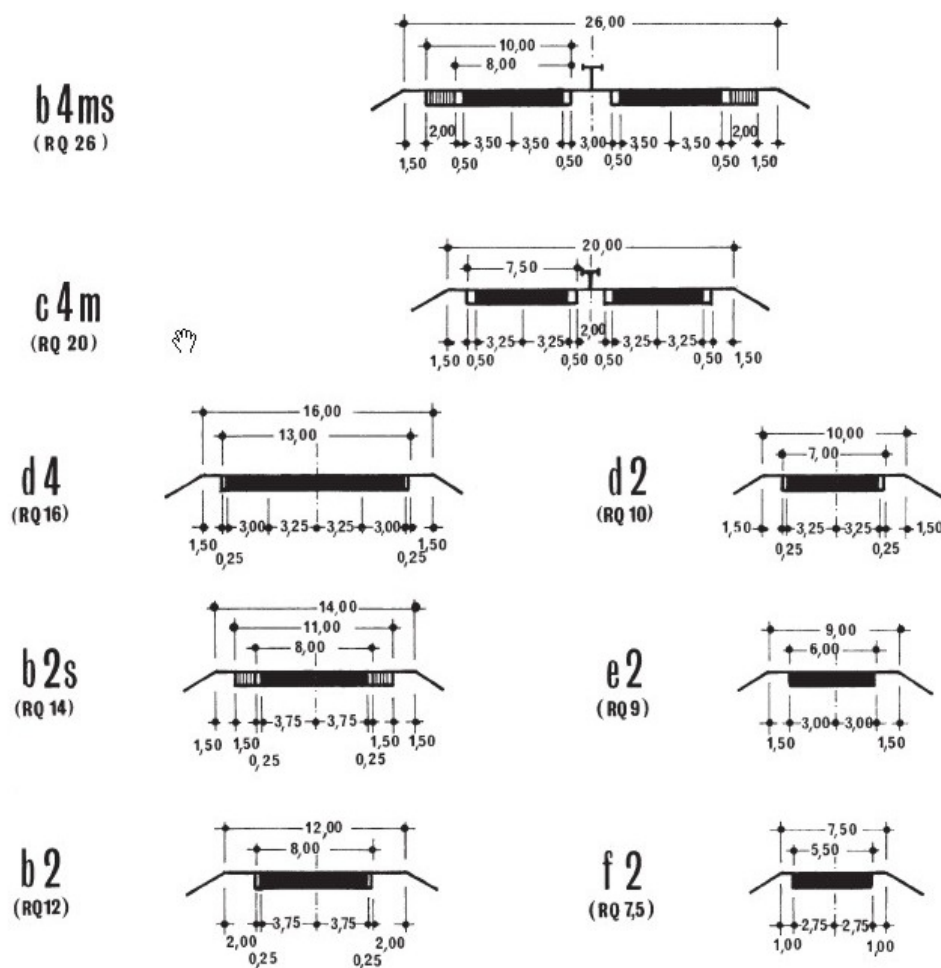 26,00
10,00
8,00
b4ms
(RQ 26)
2,00 3,50 3,50 3,00 3,50 3,50 2,00
1,50 0,50 0,50 0,50 0,50 1,50
20,00
7,50
c4m
(RQ 20)
3,25 3,25 2,00 3,25 3,25
1,50 0,50 0,50 0,50 0,50 1,50
16,00
13,00
d4
(RQ16)
3,00 3,25 3,25 3,00
1,50 0,25 0,25 1,50
10,00
7,00
d2
(RQ 10)
1,50 3,25 3,25 1,50
0,25 0,25
14,00
11,00
8,00
b2s
(RQ 14)
3,75 3,75
1,50 1,50 0,25 0,25 1,50 1,50
9,00
6,00
e2
(RQ9)
3,00 3,00
1,50 1,50
12,00
8,00
b2
(RQ12)
3,75 3,75
2,00 0,25 0,25 2,00
7,50
5,50
f2
(RQ 7,5)
2,75 2,75
1,00 1,00